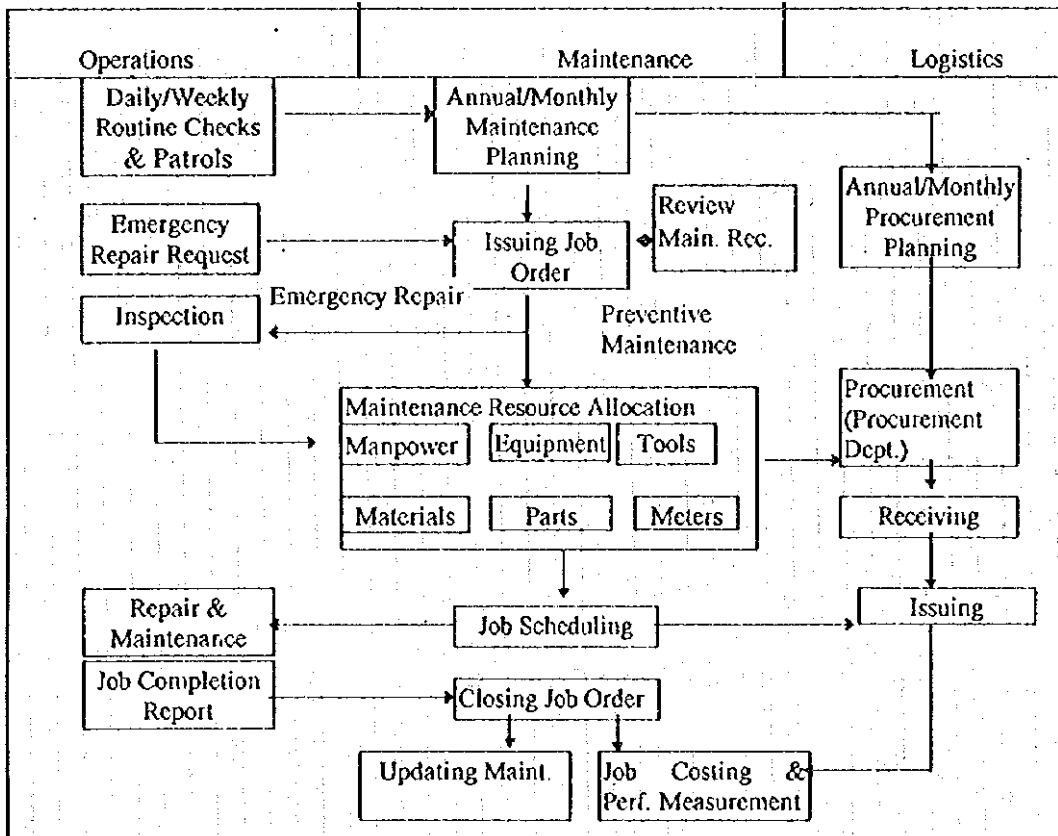 Operations
Maintenance
Logistics
Daily/Weekly
Routine Checks
& Patrols
Annual/Monthly
Maintenance
Planning
Annual/Monthly
Procurement
Planning
Emergency
Repair Request
Issuing Job
Order
Review
Main. Rec.
Emergency Repair
Inspection
Preventive
Maintenance
Maintenance Resource Allocation
Manpower
Equipment
Tools
Materials
Parts
Meters
Procurement
(Procurement
Dept.)
Receiving
Issuing
Repair &
Maintenance
Job Scheduling
Job Completion
Report
Closing Job Order
Updating Maint.
Job Costing &
Perf. Measurement